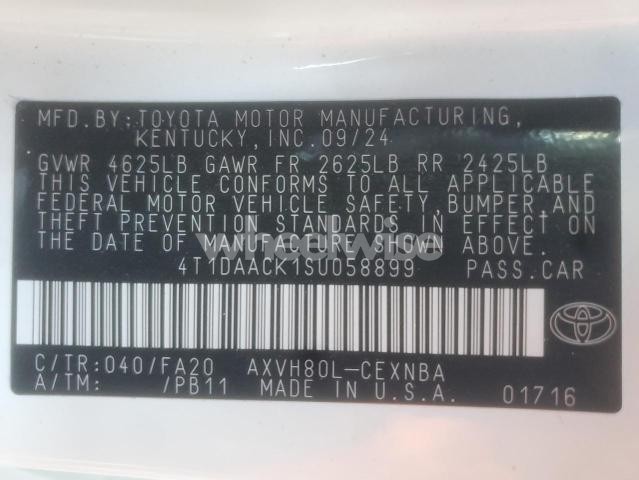 MFD.BY:TOYOTA MOTOR MANUFACTURING,
KENTUCKY,INC.09/24
GVWR 4625LB GAWR FR 2625LB RR 2425LB
THIS VEHICLE CONFORMS TO ALL APPLICABLE
FEDERAL MOTOR VEHICLE SAFETY, BUMPER,AND
THEFT PREVENTION STANDARDS IN EFFECT ON
THE DATE OF MANUFACTURE SHOWN ABOVE.
wheelwise
4T1DAACK1SU058899 PASS.CAR
C/TR:040/FA20 AXVH80L-CEXNBA
A/TM: /PB11 MADE IN U.S.A. 01716